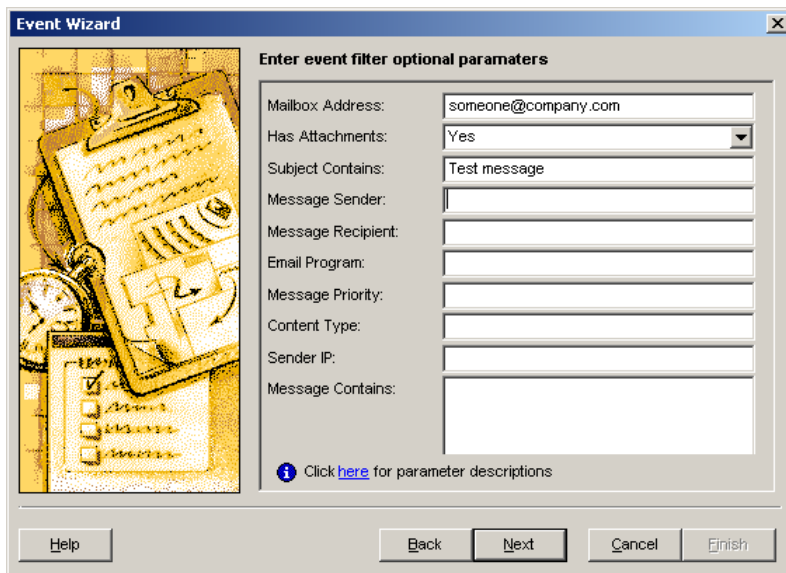 Event Wizard
Enter event filter optional paramaters
Mailbox Address: someone@company.com
Has Attachments: Yes
Subject Contains: Test message
Message Sender:
Message Recipient:
Email Program:
Message Priority:
Content Type:
Sender IP:
Message Contains:
Click here for parameter descriptions
Help Back Next Cancel Finish